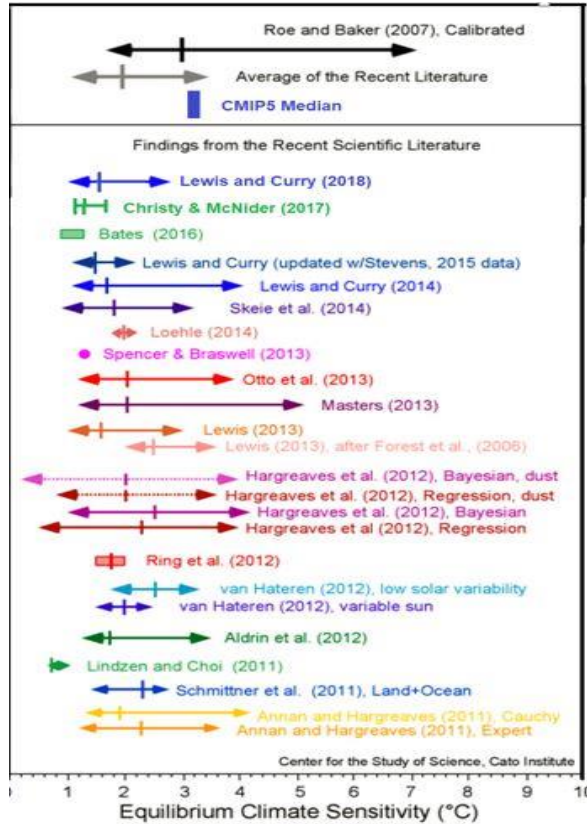 Roe and Baker (2007), Calibrated
Average of the Recent Literature
CMIP5 Median
Findings from the Recent Scientific Literature
Lewis and Curry (2018)
Christy & McNider (2017)
Bates (2016)
Lewis and Curry (updated w/Stevens, 2015 data)
Lewis and Curry (2014)
Skeie et al. (2014)
Loehle (2014)
Spencer & Braswell (2013)
Otto et al. (2013)
Masters (2013)
Lewis (2013)
Lewis (2013), after Forest et al., (2006)
Hargreaves et al. (2012), Bayesian, dust
Hargreaves et al. (2012), Regression, dust
Hargreaves et al. (2012), Bayesian
Hargreaves et al (2012), Regression
Ring et al. (2012)
van Hateren (2012), low solar variability
van Hateren (2012), variable sun
Aldrin et al. (2012)
Lindzen and Choi (2011)
Schmittner et al. (2011), Land+Ocean
Annan and Hargreaves (2011), Cauchy
Annan and Hargreaves (2011), Expert
Center for the Study of Science, Cato Institute
0 1 2 3 4 5 6 7 8 9 10
Equilibrium Climate Sensitivity (°C)